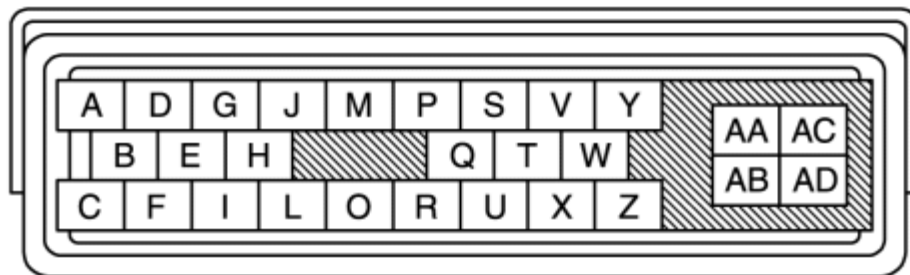 A D G J M P S V Y
AA AC
B E H Q T W
AB AD
C F I L O R U X Z